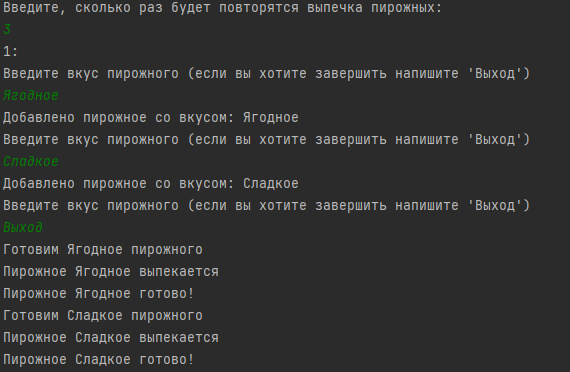 Введите, сколько раз будет повторятся выпечка пирожных:
3
1:
Введите вкус пирожного (если вы хотите завершить напишите 'Выход')
Ягодное
Добавлено пирожное со вкусом: Ягодное
Введите вкус пирожного (если вы хотите завершить напишите 'Выход')
Сладкое
Добавлено пирожное со вкусом: Сладкое
Введите вкус пирожного (если вы хотите завершить напишите 'Выход')
Выход
Готовим Ягодное пирожного
Пирожное Ягодное выпекается
Пирожное Ягодное готово!
Готовим Сладкое пирожного
Пирожное Сладкое выпекается
Пирожное Сладкое готово!